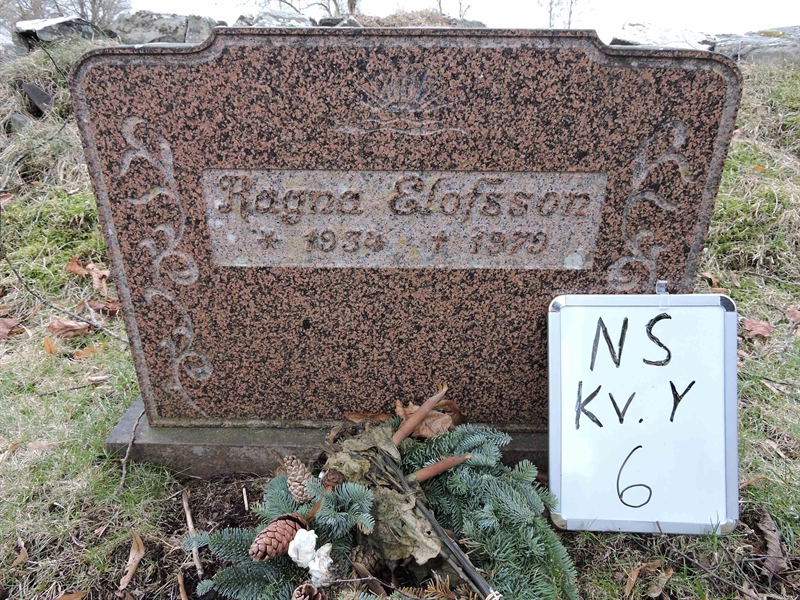 Ragna Elofsson
* 1934 † 1979
NS
Kv. Y
6